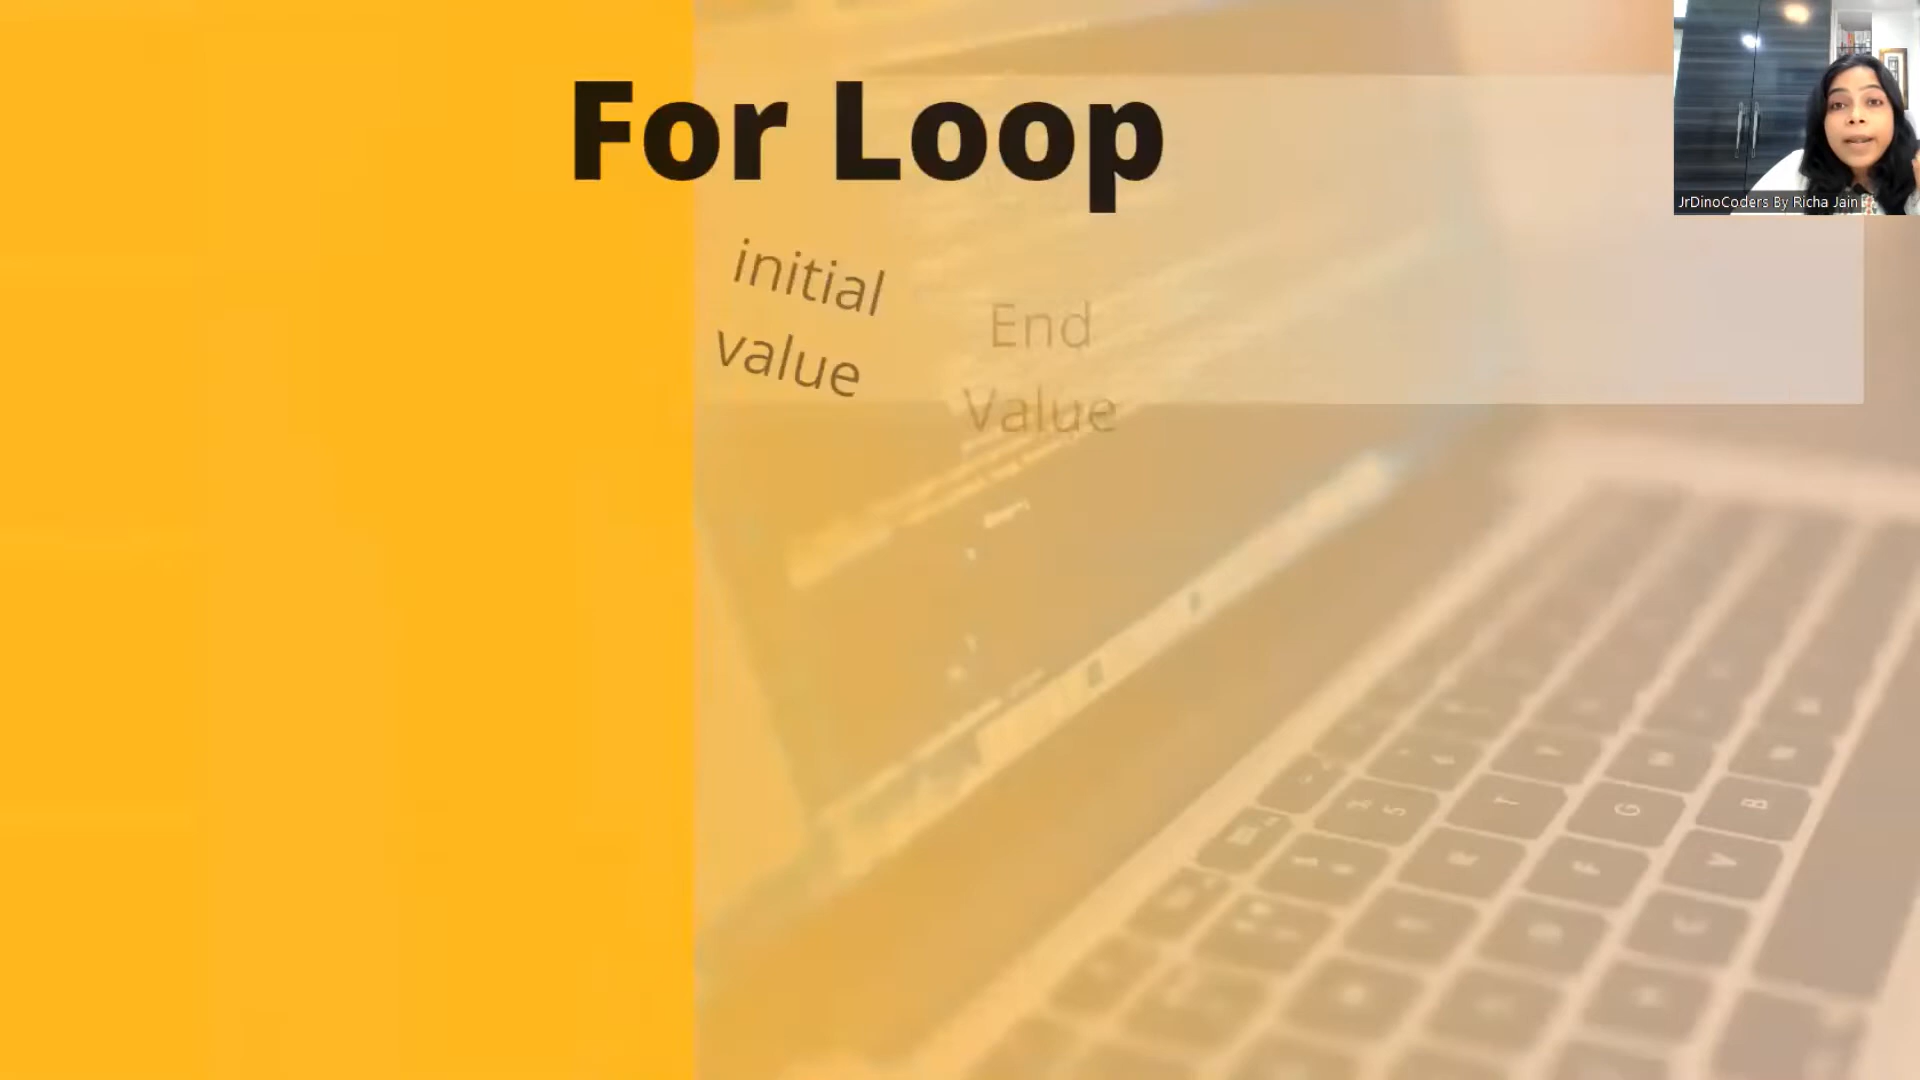 For Loop
initial
value
End
Value
JrDinoCoders By Richa Jain